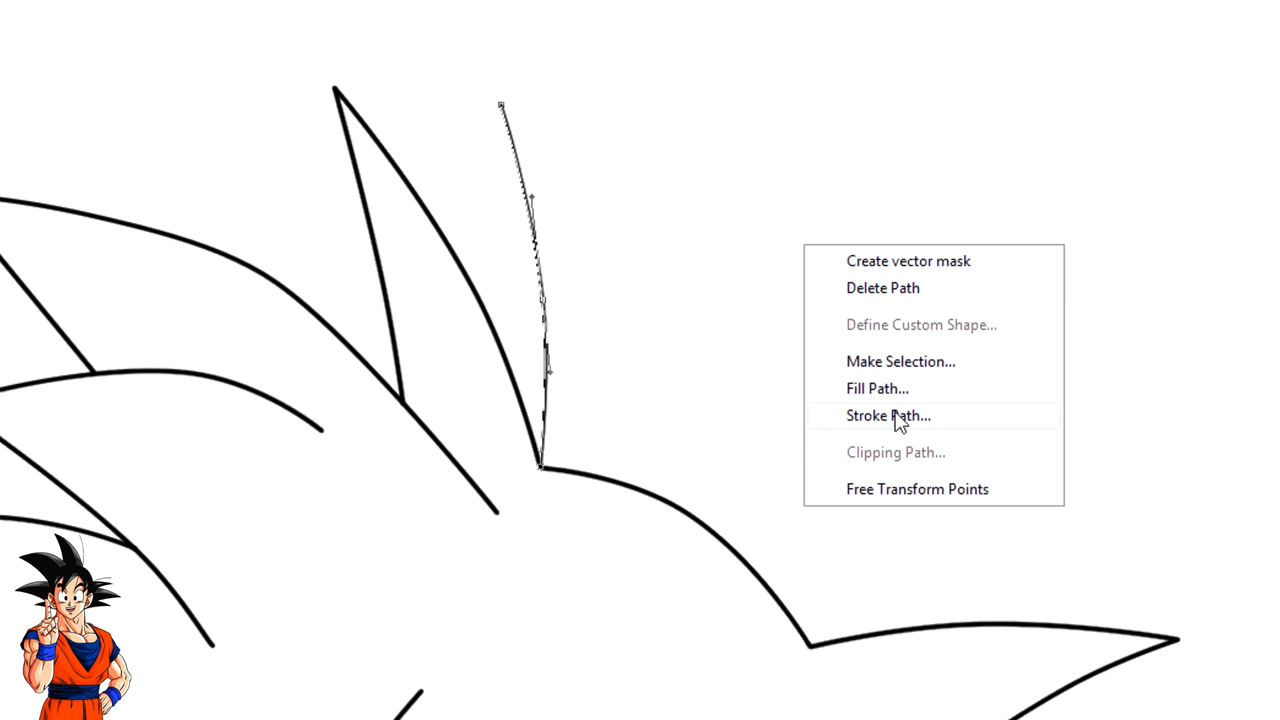 Create vector mask
Delete Path
Define Custom Shape...
Make Selection...
Fill Path...
Stroke Path...
Clipping Path...
Free Transform Points